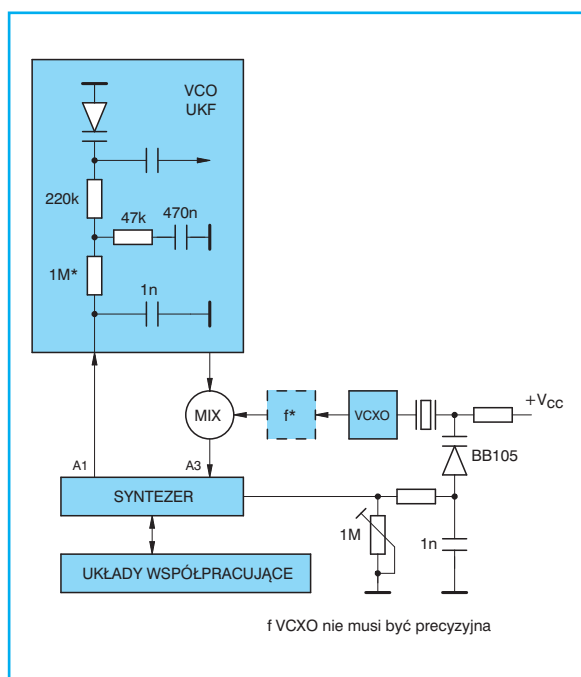 VCO
UKF
220k
47k
470n
1M*
1n
MIX
f*
VCXO
+VCC
BB105
A1
A3
SYNTEZER
1M
1n
UKŁADY WSPÓŁPRACUJĄCE
f VCXO nie musi być precyzyjna